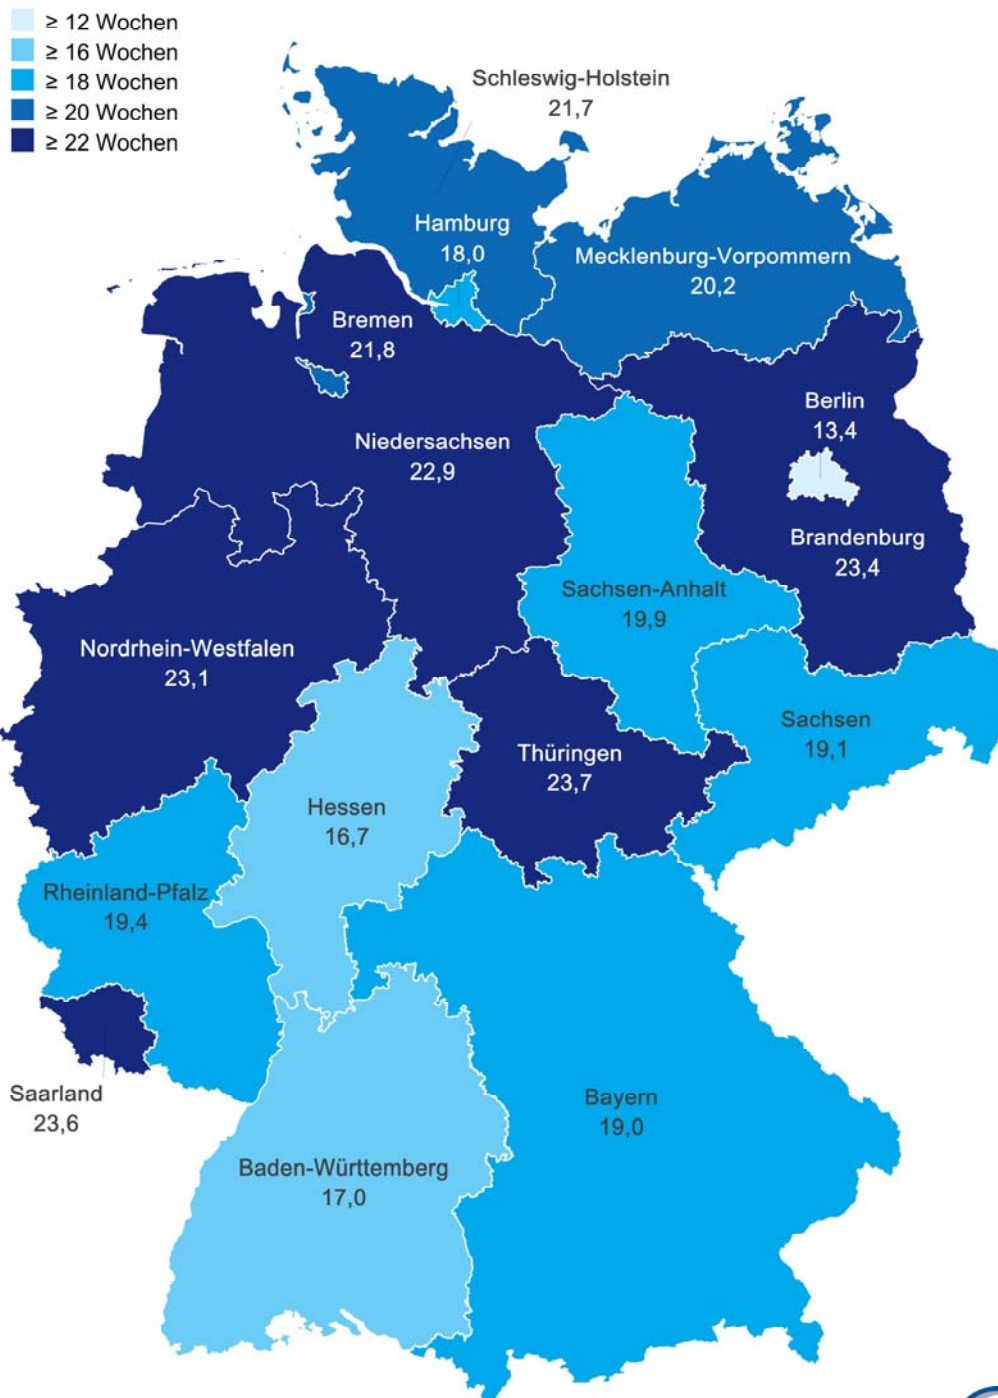 ≥ 12 Wochen
≥ 16 Wochen
≥ 18 Wochen
≥ 20 Wochen
≥ 22 Wochen
Schleswig-Holstein
21,7
Hamburg
18,0
Mecklenburg-Vorpommern
20,2
Bremen
21,8
Berlin
13,4
Niedersachsen
22,9
Brandenburg
23,4
Sachsen-Anhalt
19,9
Nordrhein-Westfalen
23,1
Sachsen
19,1
Thüringen
23,7
Hessen
16,7
Rheinland-Pfalz
19,4
Saarland
23,6
Bayern
19,0
Baden-Württemberg
17,0